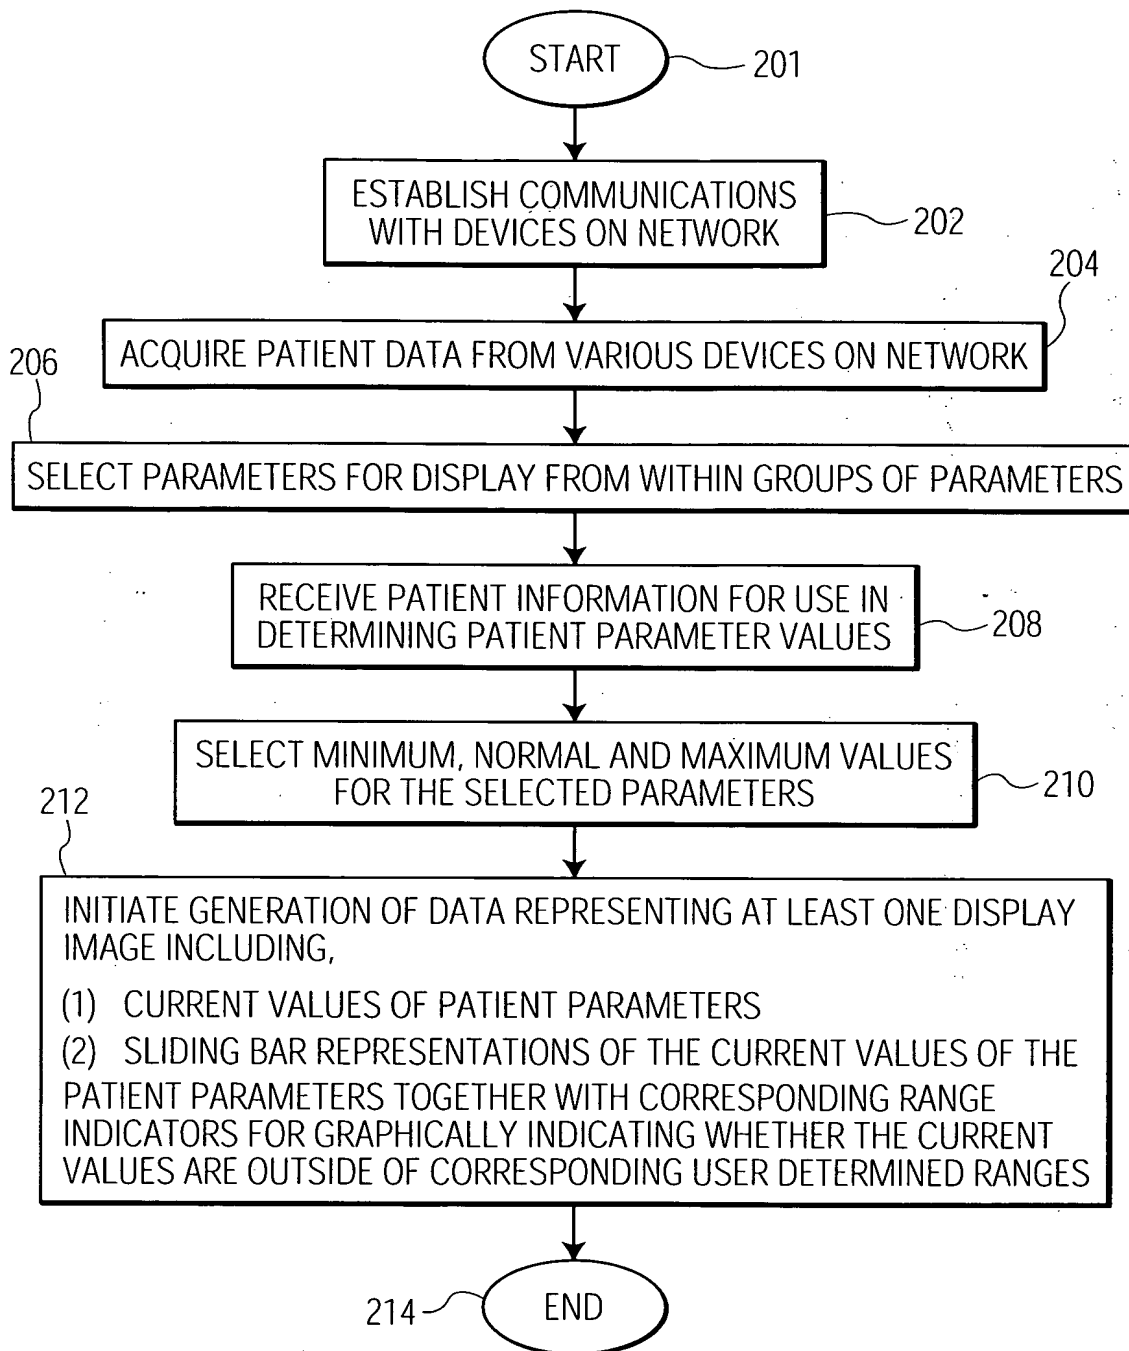 START
201
ESTABLISH COMMUNICATIONS
WITH DEVICES ON NETWORK
202
204
ACQUIRE PATIENT DATA FROM VARIOUS DEVICES ON NETWORK
206
SELECT PARAMETERS FOR DISPLAY FROM WITHIN GROUPS OF PARAMETERS
RECEIVE PATIENT INFORMATION FOR USE IN
DETERMINING PATIENT PARAMETER VALUES
208
SELECT MINIMUM, NORMAL AND MAXIMUM VALUES
FOR THE SELECTED PARAMETERS
210
212
INITIATE GENERATION OF DATA REPRESENTING AT LEAST ONE DISPLAY
IMAGE INCLUDING,
(1) CURRENT VALUES OF PATIENT PARAMETERS
(2) SLIDING BAR REPRESENTATIONS OF THE CURRENT VALUES OF THE
PATIENT PARAMETERS TOGETHER WITH CORRESPONDING RANGE
INDICATORS FOR GRAPHICALLY INDICATING WHETHER THE CURRENT
VALUES ARE OUTSIDE OF CORRESPONDING USER DETERMINED RANGES
214
END